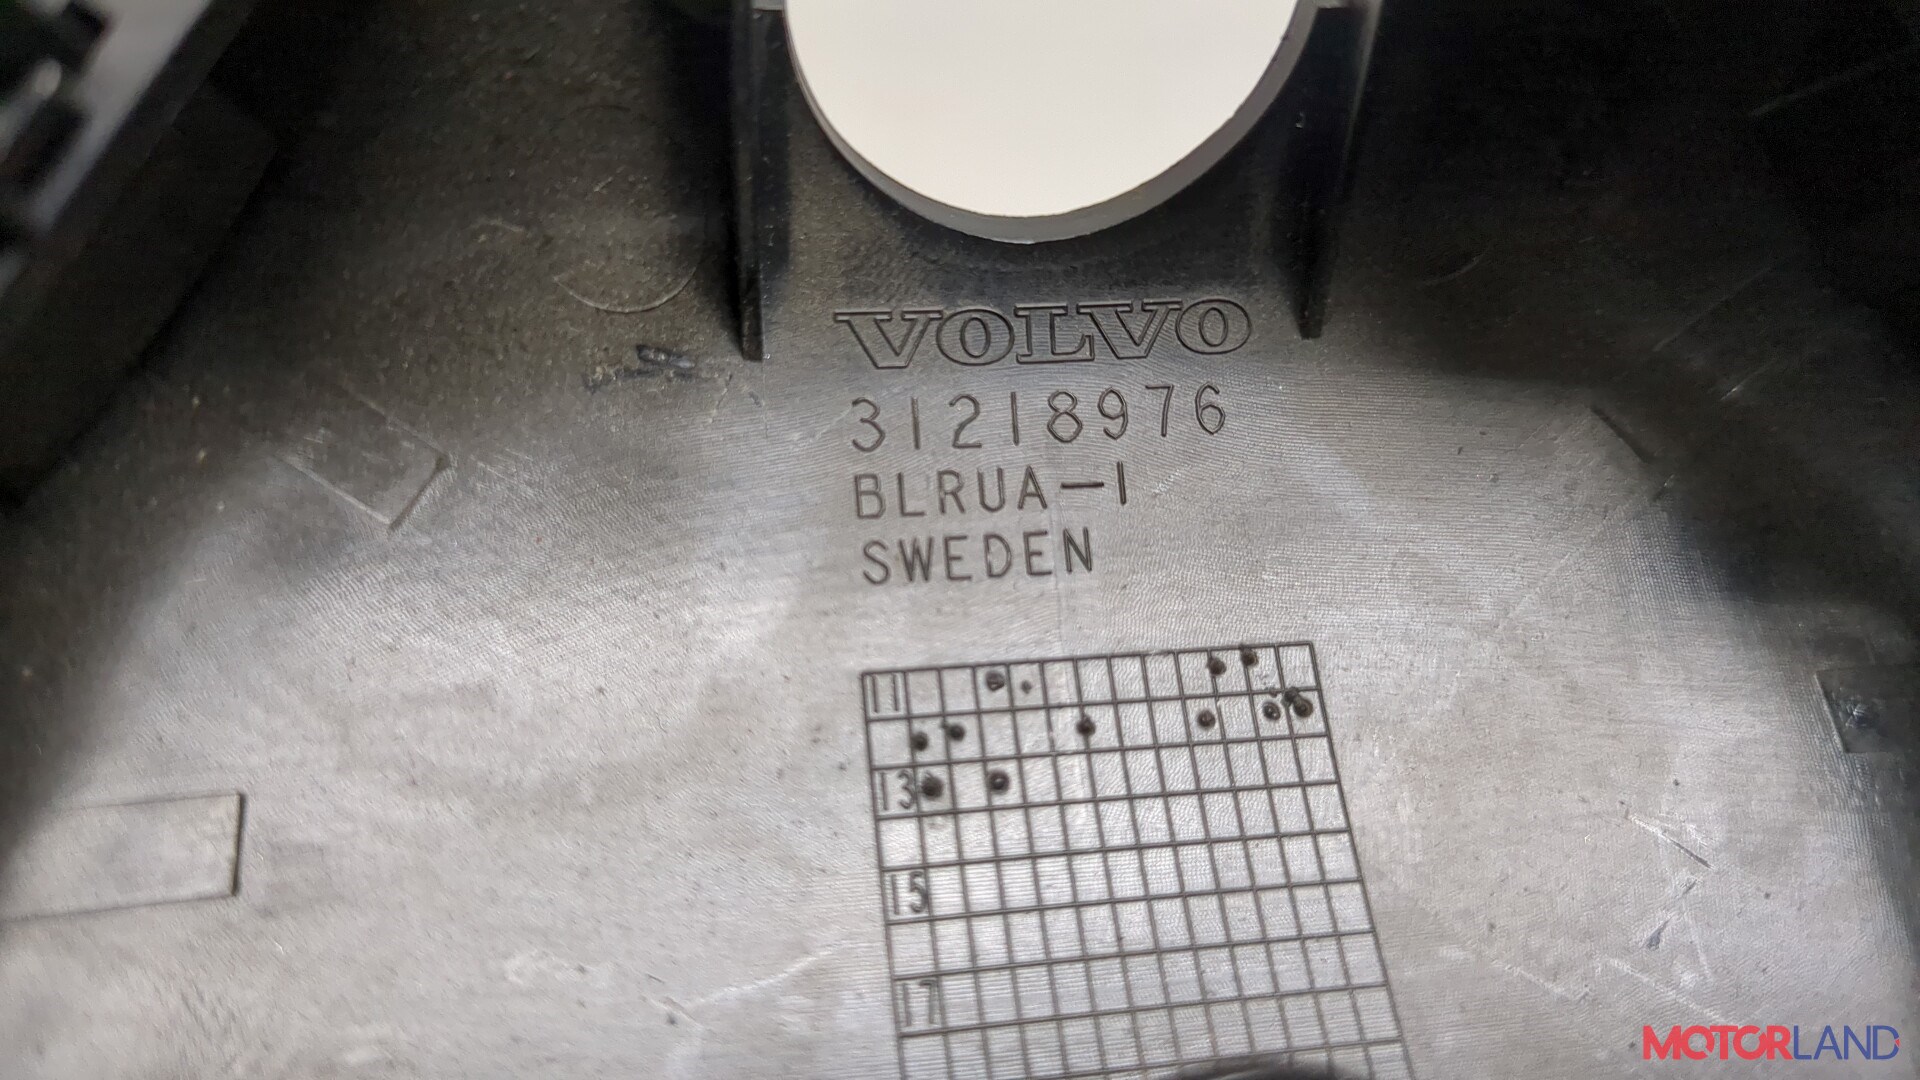 VOLVO
31218976
BLRUA-1
SWEDEN
11
13
15
17
MOTORLAND